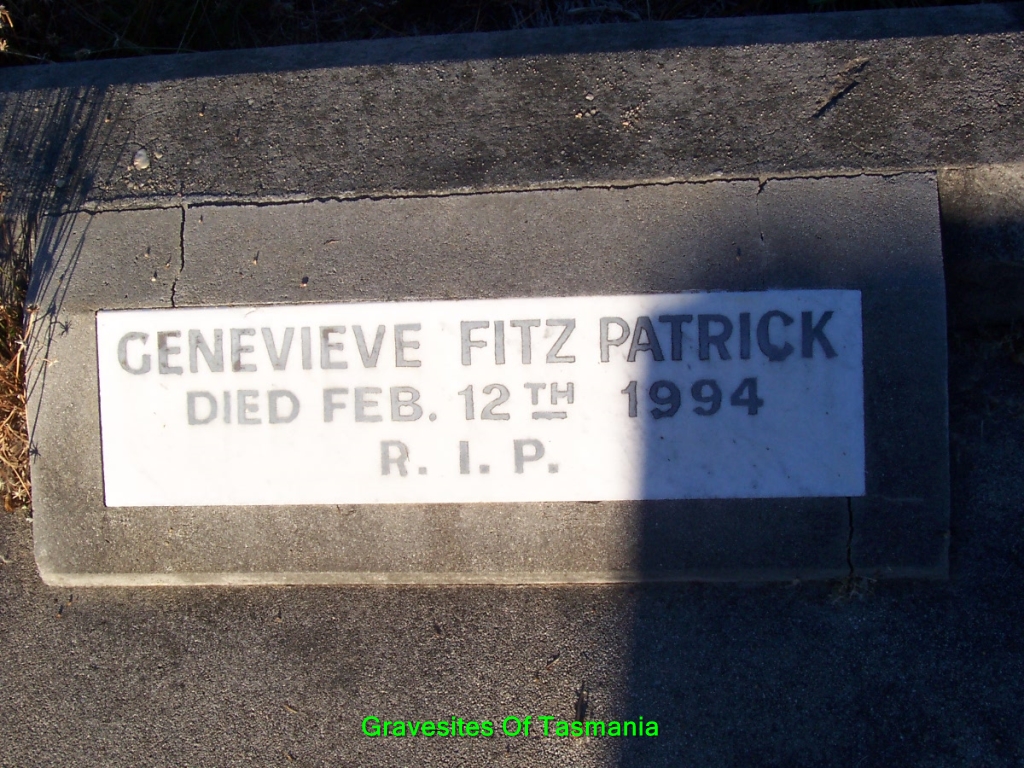 GENEVIEVE FITZ PATRICK
DIED FEB. 12TH 1994
R. I. P.
Gravesites Of Tasmania